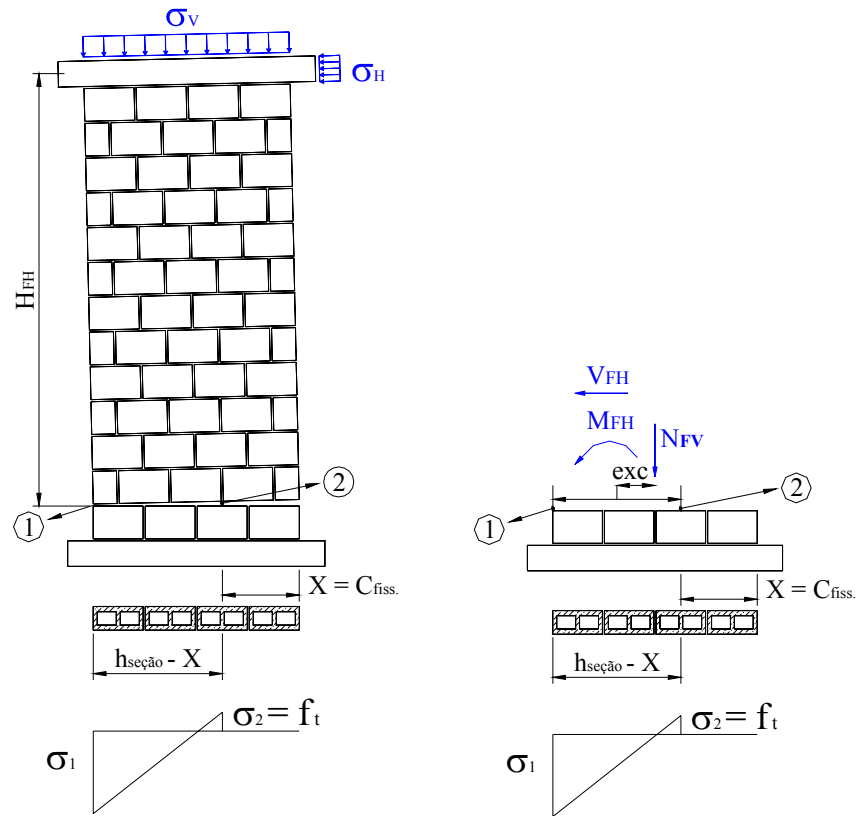 σV
σH
HFH
1
2
X = Cfiss.
hseção - X
σ2 = ft
σ1
VFH
MFH
NFV
exc
1
2
X = Cfiss.
hseção - X
σ2 = ft
σ1